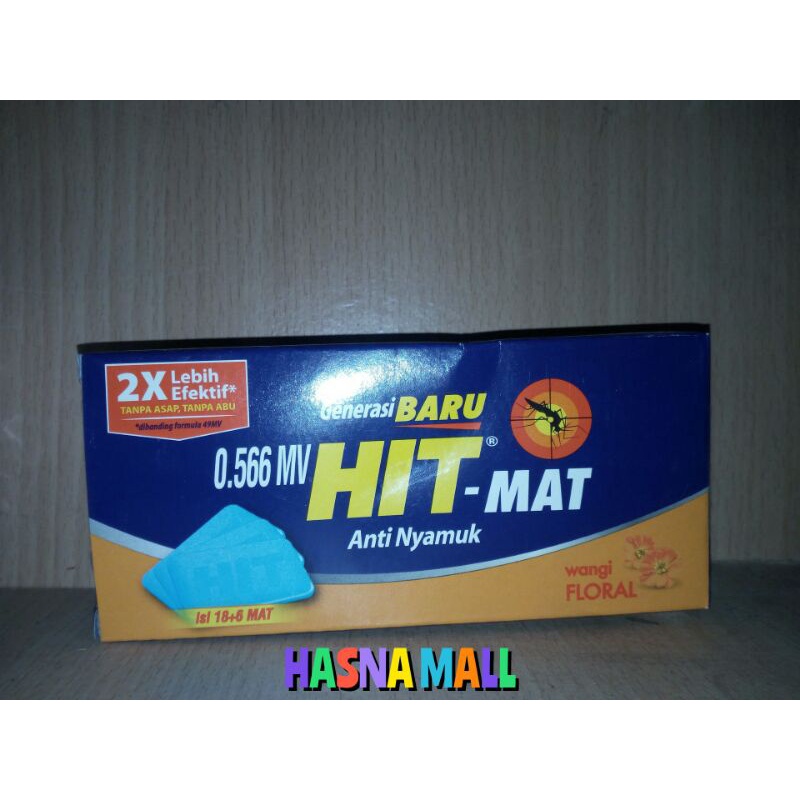 2X Lebih
Efektif*
TANPA ASAP, TANPA ABU
*dibanding formula 49MV
Generasi BARU
0.566 MV HIT®-MAT
Anti Nyamuk
HIT
Isi 18+6 MAT
wangi
FLORAL
HASNA MALL